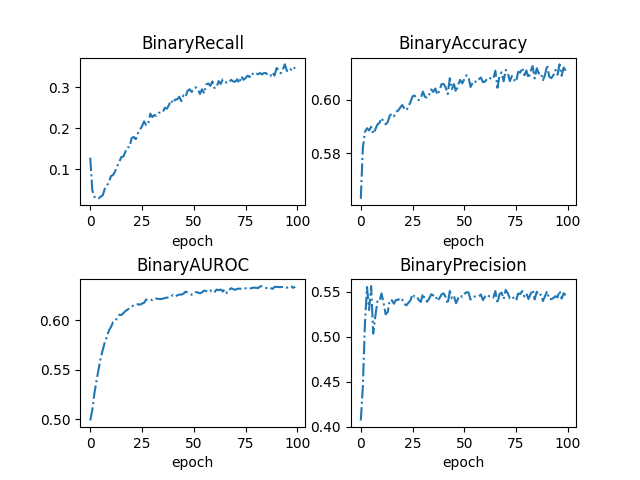 BinaryRecall
0.3
0.2
0.1
0 25 50 75 100
epoch
BinaryAccuracy
0.60
0.58
0 25 50 75 100
epoch
BinaryAUROC
0.60
0.55
0.50
0 25 50 75 100
epoch
BinaryPrecision
0.55
0.50
0.45
0.40
0 25 50 75 100
epoch